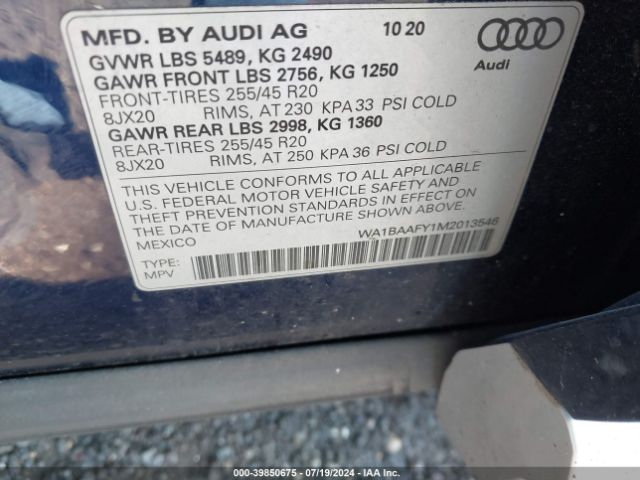 MFD. BY AUDI AG 10 20
GVWR LBS 5489, KG 2490
GAWR FRONT LBS 2756, KG 1250
FRONT-TIRES 255/45 R20
8JX20 RIMS, AT 230 KPA 33 PSI COLD
GAWR REAR LBS 2998, KG 1360
REAR-TIRES 255/45 R20
8JX20 RIMS, AT 250 KPA 36 PSI COLD
Audi
THIS VEHICLE CONFORMS TO ALL APPLICABLE
U.S. FEDERAL MOTOR VEHICLE SAFETY AND
THEFT PREVENTION STANDARDS IN EFFECT ON
THE DATE OF MANUFACTURE SHOWN ABOVE.
MEXICO
WA1BAAFY1M2013546
TYPE:
MPV
000-39850675 - 07/19/2024 - IAA Inc.